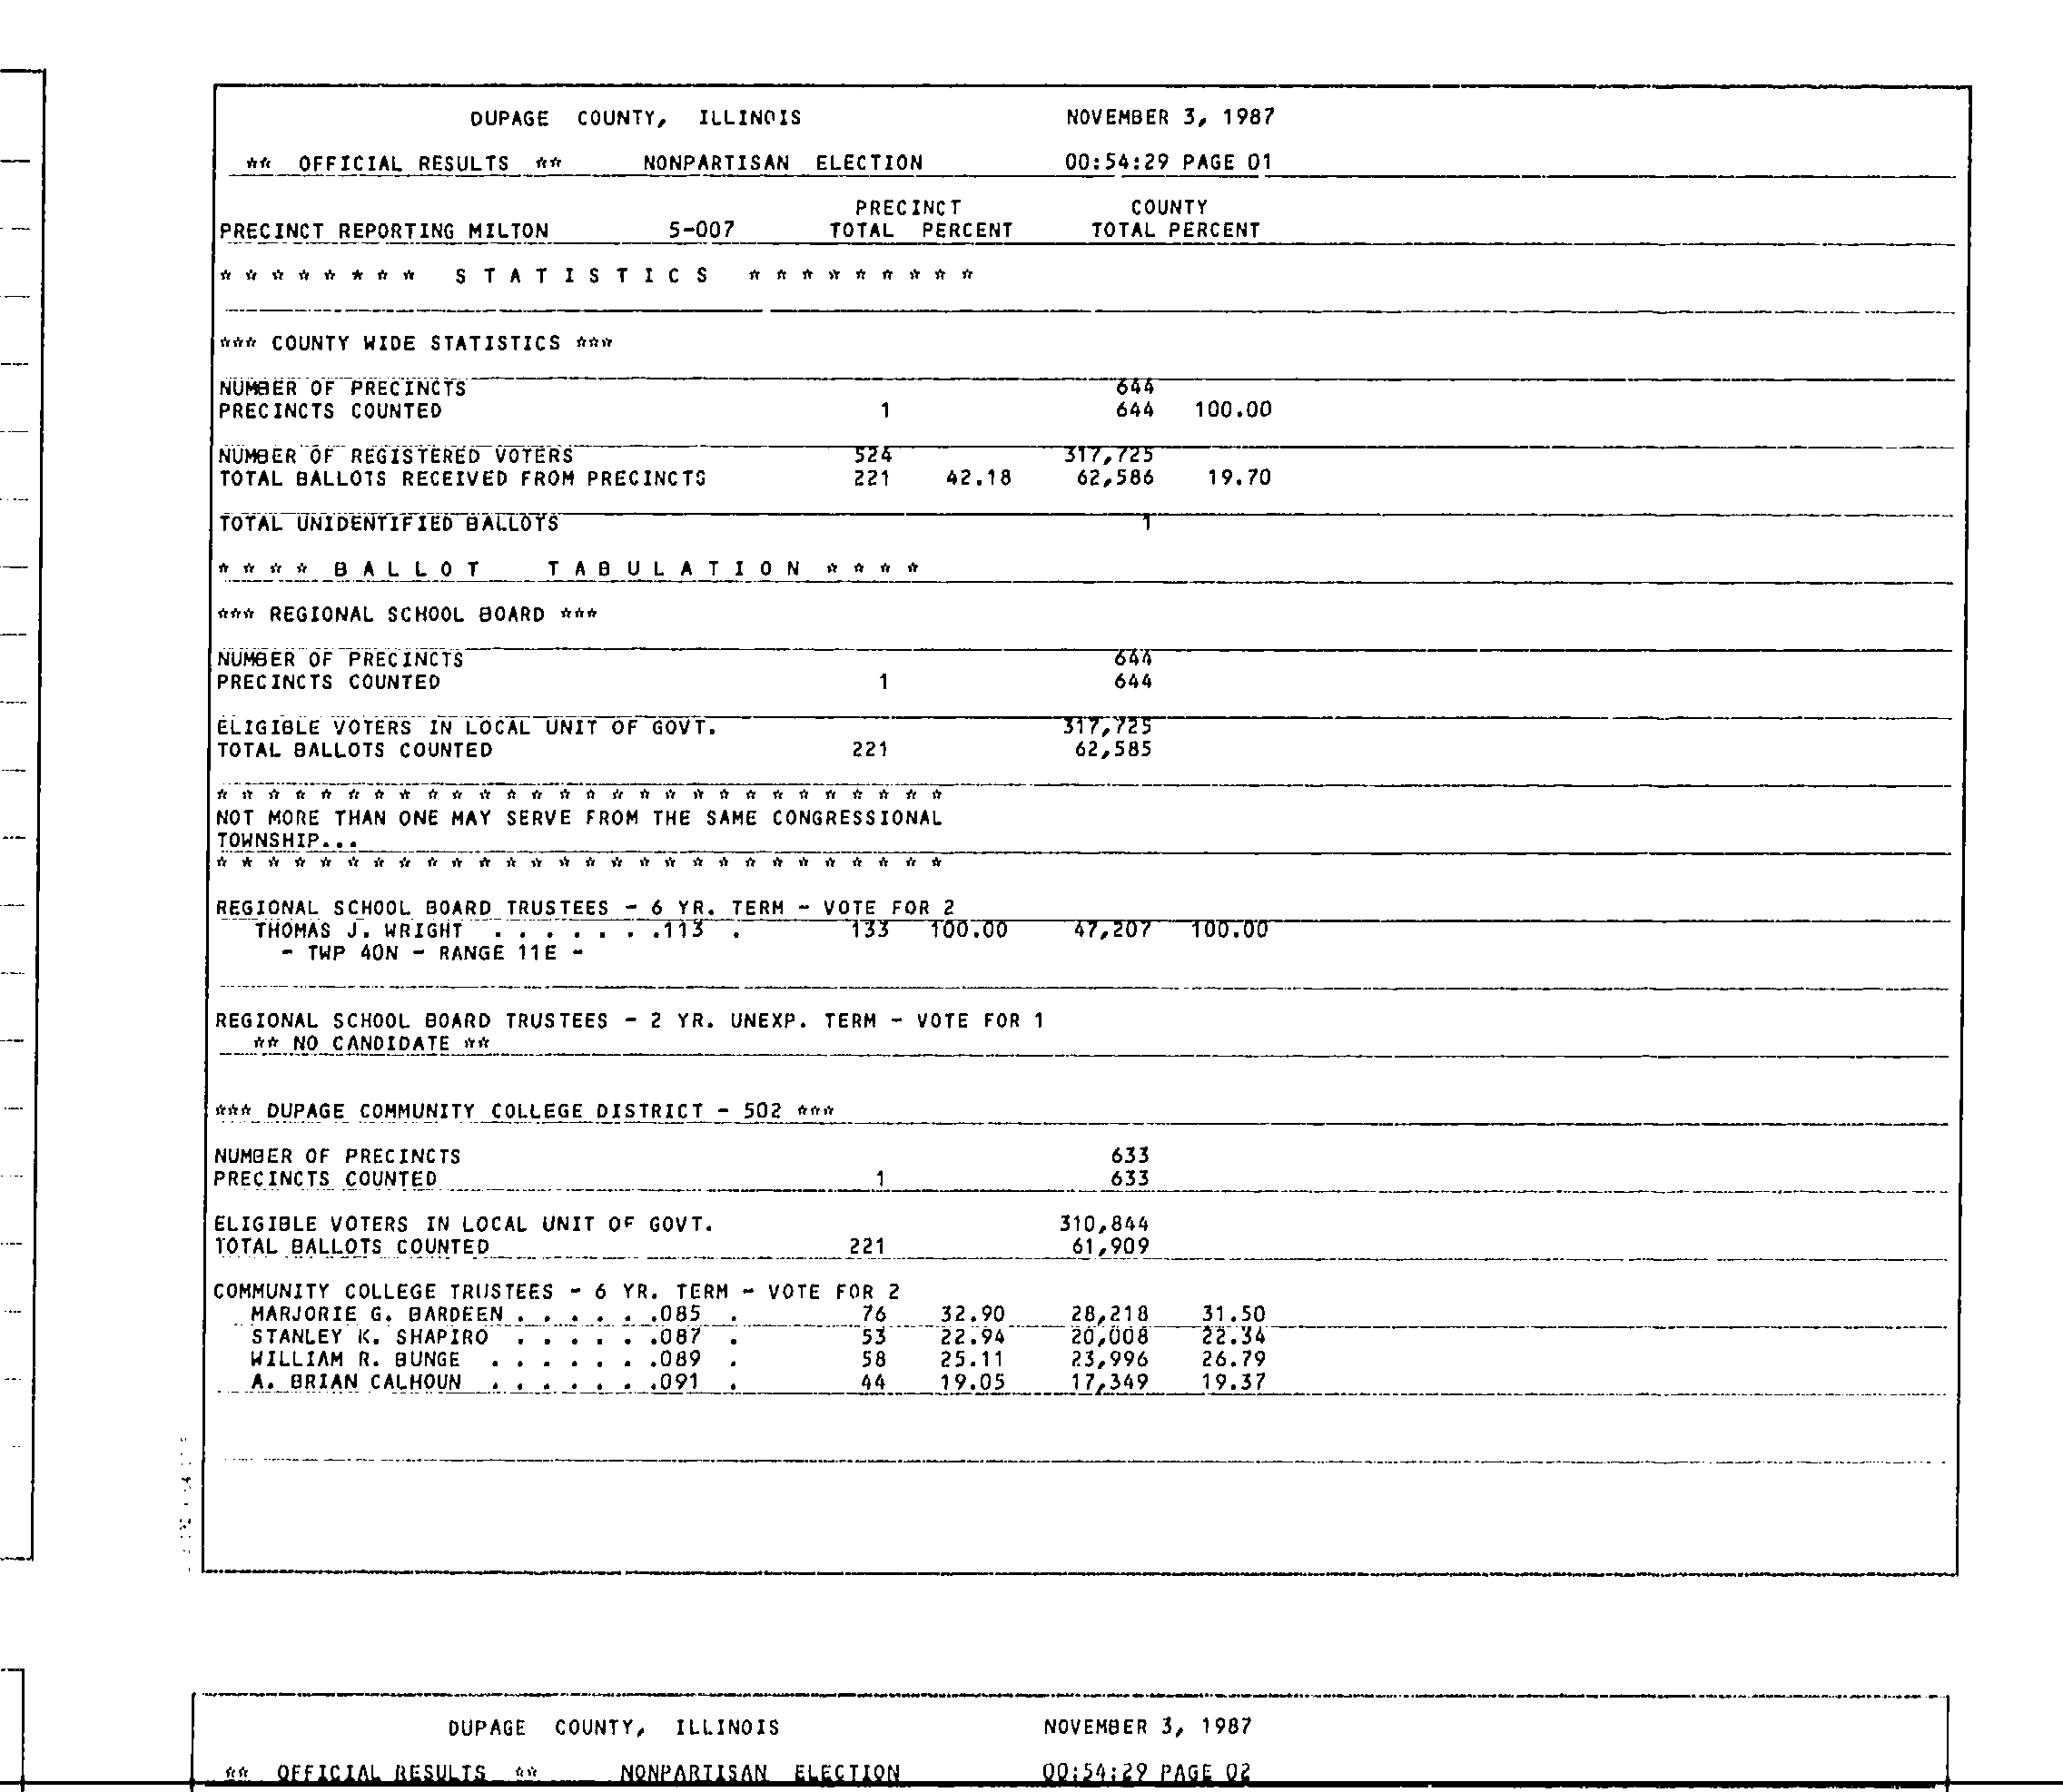 DUPAGE COUNTY, ILLINOIS NOVEMBER 3, 1987
** OFFICIAL RESULTS ** NONPARTISAN ELECTION 00:54:29 PAGE 01
PRECINCT COUNTY
PRECINCT REPORTING MILTON 5-007 TOTAL PERCENT TOTAL PERCENT
* * * * * * * * S T A T I S T I C S * * * * * * * * *
*** COUNTY WIDE STATISTICS ***
NUMBER OF PRECINCTS 644
PRECINCTS COUNTED 1 644 100.00
NUMBER OF REGISTERED VOTERS 524 317,725
TOTAL BALLOTS RECEIVED FROM PRECINCTS 221 42.18 62,586 19.70
TOTAL UNIDENTIFIED BALLOTS 1
* * * * B A L L O T T A B U L A T I O N * * * *
*** REGIONAL SCHOOL BOARD ***
NUMBER OF PRECINCTS 644
PRECINCTS COUNTED 1 644
ELIGIBLE VOTERS IN LOCAL UNIT OF GOVT. 317,725
TOTAL BALLOTS COUNTED 221 62,585
* * * * * * * * * * * * * * * * * * * * * * * * * * * *
NOT MORE THAN ONE MAY SERVE FROM THE SAME CONGRESSIONAL
TOWNSHIP...
* * * * * * * * * * * * * * * * * * * * * * * * * * * *
REGIONAL SCHOOL BOARD TRUSTEES - 6 YR. TERM - VOTE FOR 2
THOMAS J. WRIGHT . . . . . . .113 . 133 100.00 47,207 100.00
- TWP 40N - RANGE 11E -
REGIONAL SCHOOL BOARD TRUSTEES - 2 YR. UNEXP. TERM - VOTE FOR 1
** NO CANDIDATE **
*** DUPAGE COMMUNITY COLLEGE DISTRICT - 502 ***
NUMBER OF PRECINCTS 633
PRECINCTS COUNTED 1 633
ELIGIBLE VOTERS IN LOCAL UNIT OF GOVT. 310,844
TOTAL BALLOTS COUNTED 221 61,909
COMMUNITY COLLEGE TRUSTEES - 6 YR. TERM - VOTE FOR 2
MARJORIE G. BARDEEN . . . . . .085 . 76 32.90 28,218 31.50
STANLEY K. SHAPIRO . . . . . .087 . 53 22.94 20,008 22.34
WILLIAM R. BUNGE . . . . . . .089 . 58 25.11 23,996 26.79
A. BRIAN CALHOUN . . . . . . .091 . 44 19.05 17,349 19.37
DUPAGE COUNTY, ILLINOIS NOVEMBER 3, 1987
** OFFICIAL RESULTS ** NONPARTISAN ELECTION 00:54:29 PAGE 02